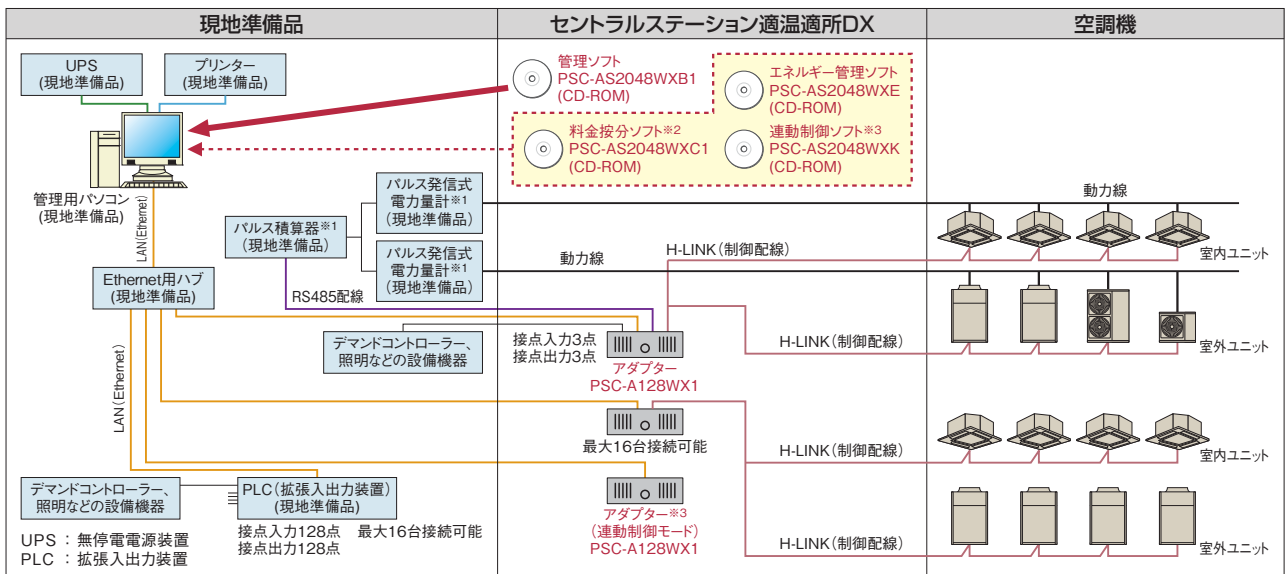 現地準備品
セントラルステーション適温適所DX
空調機
UPS
(現地準備品)
プリンター
(現地準備品)
管理ソフト
PSC-AS2048WXB1
(CD-ROM)
エネルギー管理ソフト
PSC-AS2048WXE
(CD-ROM)
料金按分ソフト※2
PSC-AS2048WXC1
(CD-ROM)
連動制御ソフト※3
PSC-AS2048WXK
(CD-ROM)
管理用パソコン
(現地準備品)
LAN(Ethernet)
パルス積算器※1
(現地準備品)
パルス発信式
電力量計※1
(現地準備品)
パルス発信式
電力量計※1
(現地準備品)
動力線
動力線
H-LINK(制御配線)
室内ユニット
Ethernet用ハブ
(現地準備品)
RS485配線
デマンドコントローラー、
照明などの設備機器
接点入力3点
接点出力3点
アダプター
PSC-A128WX1
H-LINK(制御配線)
室外ユニット
LAN(Ethernet)
最大16台接続可能
H-LINK(制御配線)
室内ユニット
デマンドコントローラー、
照明などの設備機器
PLC(拡張入出力装置)
(現地準備品)
接点入力128点 最大16台接続可能
接点出力128点
アダプター※3
(連動制御モード)
PSC-A128WX1
H-LINK(制御配線)
室外ユニット
UPS : 無停電電源装置
PLC : 拡張入出力装置